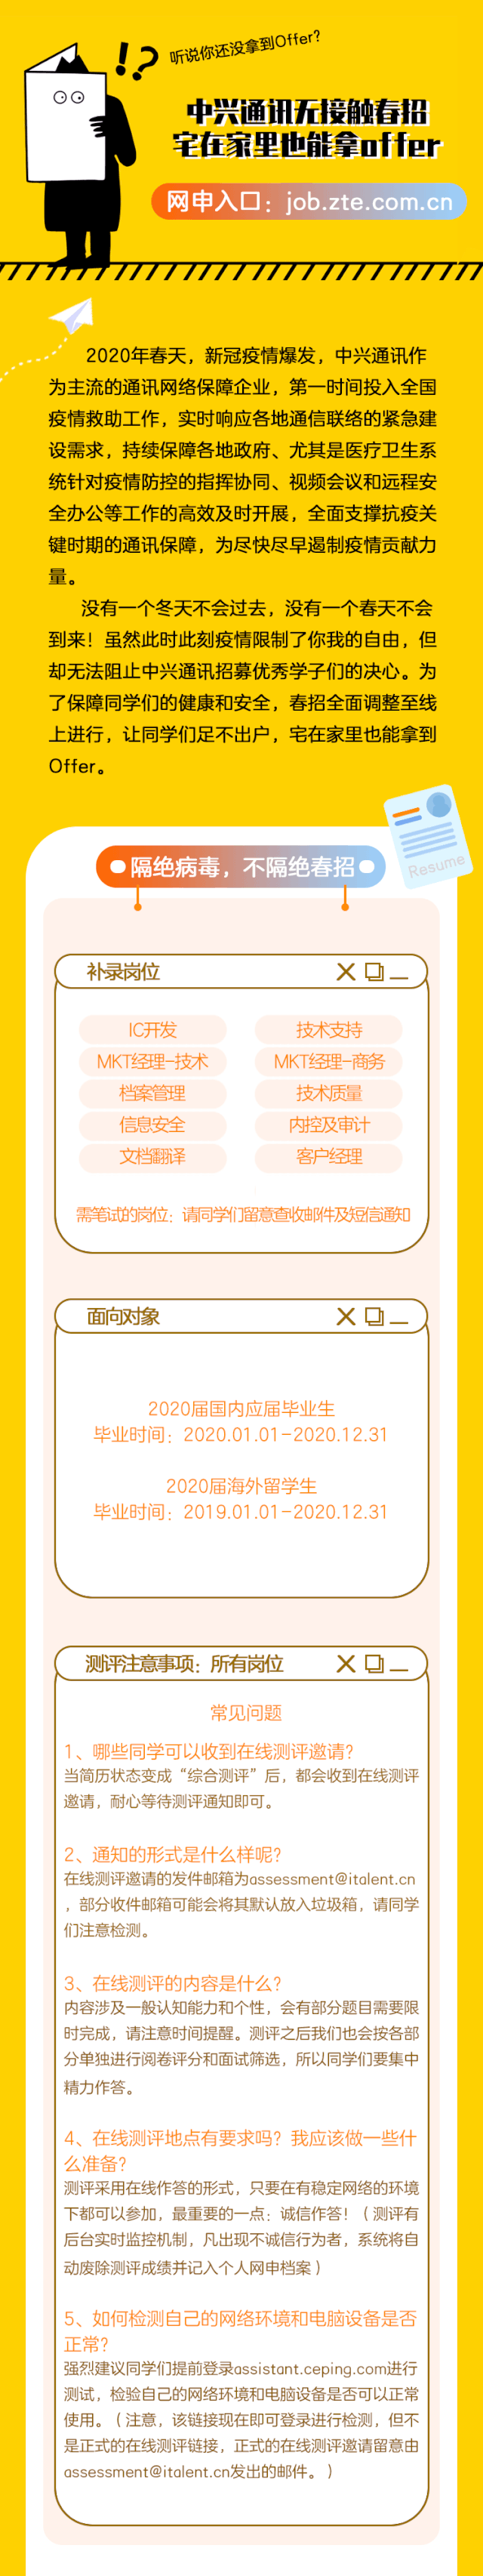 !?
听说你还没拿到Offer?
中兴通讯无接触春招
宅在家里也能拿offer
网申入口：job.zte.com.cn
2020年春天，新冠疫情爆发，中兴通讯作
为主流的通讯网络保障企业，第一时间投入全国
疫情救助工作，实时响应各地通信联络的紧急建
设需求，持续保障各地政府、尤其是医疗卫生系
统针对疫情防控的指挥协同、视频会议和远程安
全办公等工作的高效及时开展，全面支撑抗疫关
键时期的通讯保障，为尽快尽早遏制疫情贡献力
量。
没有一个冬天不会过去，没有一个春天不会
到来！虽然此时此刻疫情限制了你我的自由，但
却无法阻止中兴通讯招募优秀学子们的决心。为
了保障同学们的健康和安全，春招全面调整至线
上进行，让同学们足不出户，宅在家里也能拿到
Offer。
Resume
隔绝病毒，不隔绝春招
补录岗位
IC开发
技术支持
MKT经理-技术
MKT经理-商务
档案管理
技术质量
信息安全
内控及审计
文档翻译
客户经理
需笔试的岗位：请同学们留意查收邮件及短信通知
面向对象
2020届国内应届毕业生
毕业时间：2020.01.01-2020.12.31
2020届海外留学生
毕业时间：2019.01.01-2020.12.31
测评注意事项：所有岗位
常见问题
1、哪些同学可以收到在线测评邀请？
当简历状态变成“综合测评”后，都会收到在线测评
邀请，耐心等待测评通知即可。
2、通知的形式是什么样呢？
在线测评邀请的发件邮箱为assessment@italent.cn
，部分收件邮箱可能会将其默认放入垃圾箱，请同学
们注意检测。
3、在线测评的内容是什么？
内容涉及一般认知能力和个性，会有部分题目需要限
时完成，请注意时间提醒。测评之后我们也会按各部
分单独进行阅卷评分和面试筛选，所以同学们要集中
精力作答。
4、在线测评地点有要求吗？我应该做一些什
么准备？
测评采用在线作答的形式，只要在有稳定网络的环境
下都可以参加，最重要的一点：诚信作答！（测评有
后台实时监控机制，凡出现不诚信行为者，系统将自
动废除测评成绩并记入个人网申档案）
5、如何检测自己的网络环境和电脑设备是否
正常？
强烈建议同学们提前登录assistant.ceping.com进行
测试，检验自己的网络环境和电脑设备是否可以正常
使用。（注意，该链接现在即可登录进行检测，但不
是正式的在线测评链接，正式的在线测评邀请留意由
assessment@italent.cn发出的邮件。）